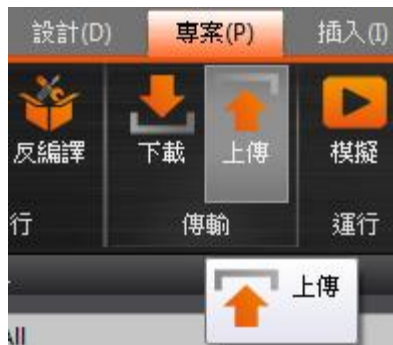 設計(D) 專案(P) 插入(I)
反編譯 下載 上傳 模擬
行 傳輸 運行
上傳
All